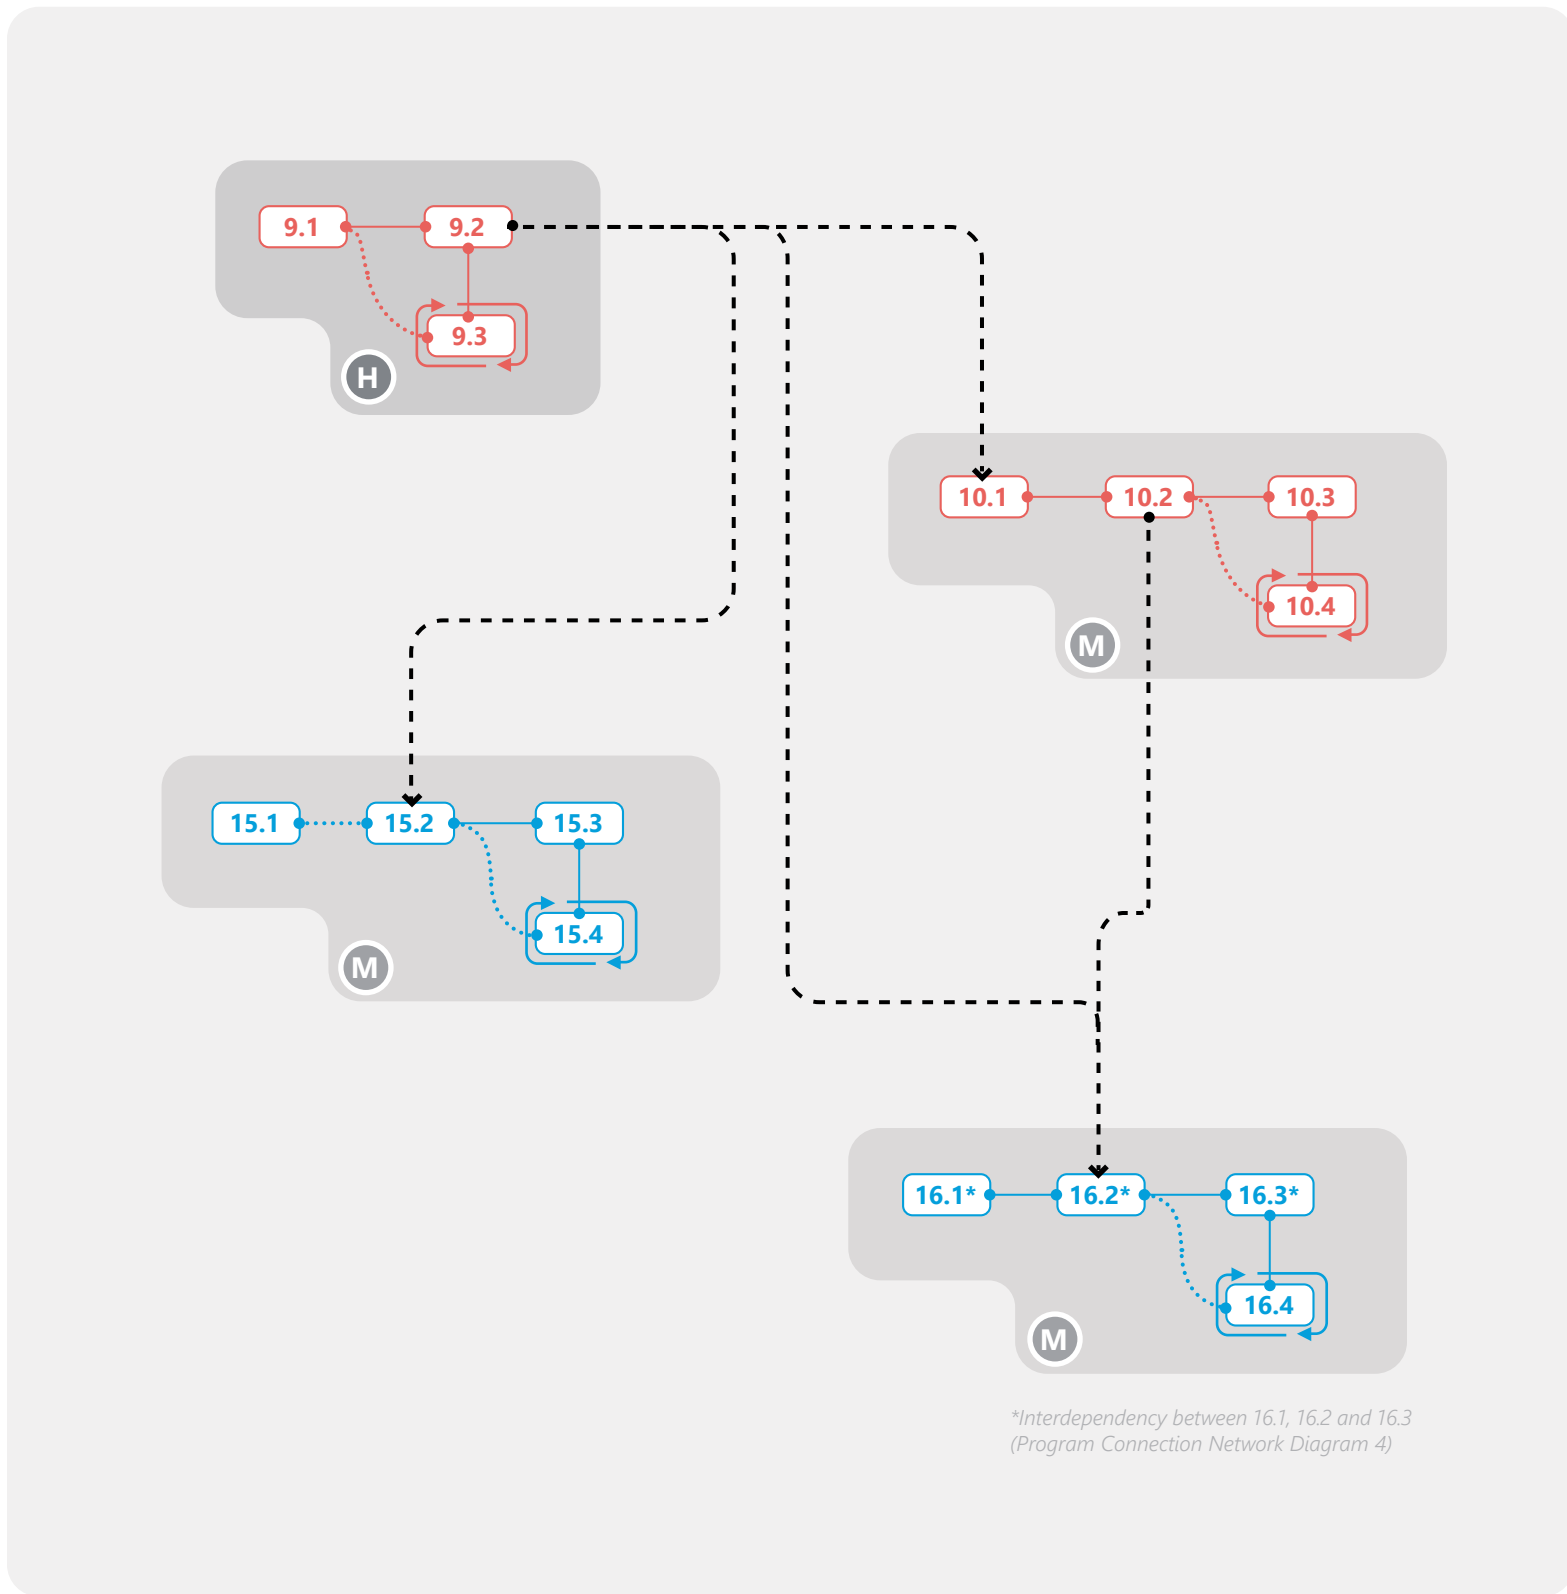 9.1
9.2
9.3
H
10.1
10.2
10.3
10.4
M
15.1
15.2
15.3
15.4
M
16.1*
16.2*
16.3*
16.4
M
*Interdependency between 16.1, 16.2 and 16.3
(Program Connection Network Diagram 4)